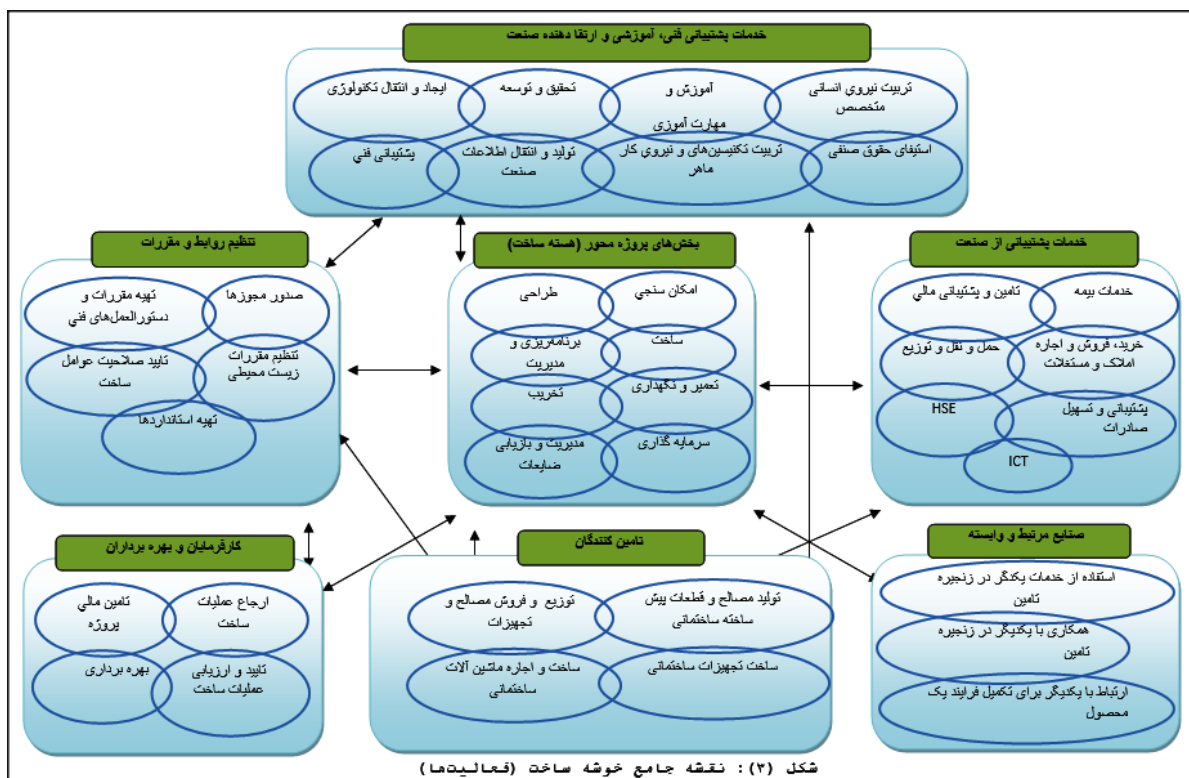 خدمات پشتیبانی فنی، آموزشی و ارتقا دهنده صنعت
تربیت نیروی انسانی
متخصص
آموزش و
مهارت آموزی
تحقیق و توسعه
ایجاد و انتقال تکنولوژی
استیفای حقوق صنفی
تربیت تکنیسین‌های و نیروی کار
ماهر
تولید و انتقال اطلاعات
صنعت
پشتیبانی فني
خدمات پشتیبانی از صنعت
خدمات بیمه
تامین و پشتیبانی مالي
خرید، فروش و اجاره
املاک و مستغلات
حمل و نقل و توزیع
پشتیبانی و تسهیل
صادرات
HSE
ICT
بخش‌های پروژه محور (هسته ساخت)
امکان سنجي
طراحی
ساخت
برنامه‌ریزی و
مدیریت
تعمیر و نگهداری
تخریب
سرمایه گذاری
مدیریت و بازیابی
ضایعات
تنظیم روابط و مقررات
صدور مجوزها
تهیه مقررات و
دستورالعمل‌های فني
تنظیم مقررات
زیست محیطی
تایید صلاحیت عوامل
ساخت
تهیه استانداردها
صنایع مرتبط و وابسته
استفاده از خدمات یکدگر در زنجیره
تامین
همکاری با یکدیگر در زنجیره
تامین
ارتباط با یکدیگر برای تکمیل فرایند یک
محصول
تامین کنندگان
تولید مصالح و قطعات پیش
ساخته ساختمانی
توزیع و فروش مصالح و
تجهیزات
ساخت تجهیزات ساختمانی
ساخت و اجاره ماشین آلات
ساختمانی
کارفرمایان و بهره برداران
ارجاع عملیات
ساخت
تامین مالي
پروژه
تایید و ارزیابی
عملیات ساخت
بهره برداری
شکل (۳): نقشه جامع خوشه ساخت (فعالیت‌ها)